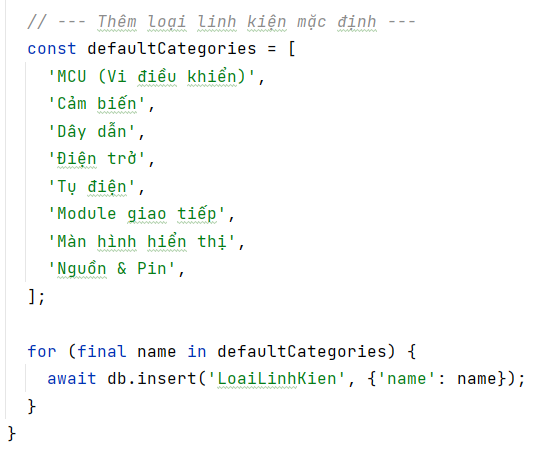 // --- Thêm loại linh kiện mặc định ---
const defaultCategories = [
'MCU (Vi điều khiển)',
'Cảm biến',
'Dây dẫn',
'Điện trở',
'Tụ điện',
'Module giao tiếp',
'Màn hình hiển thị',
'Nguồn & Pin',
];
for (final name in defaultCategories) {
await db.insert('LoaiLinhKien', {'name': name});
}
}